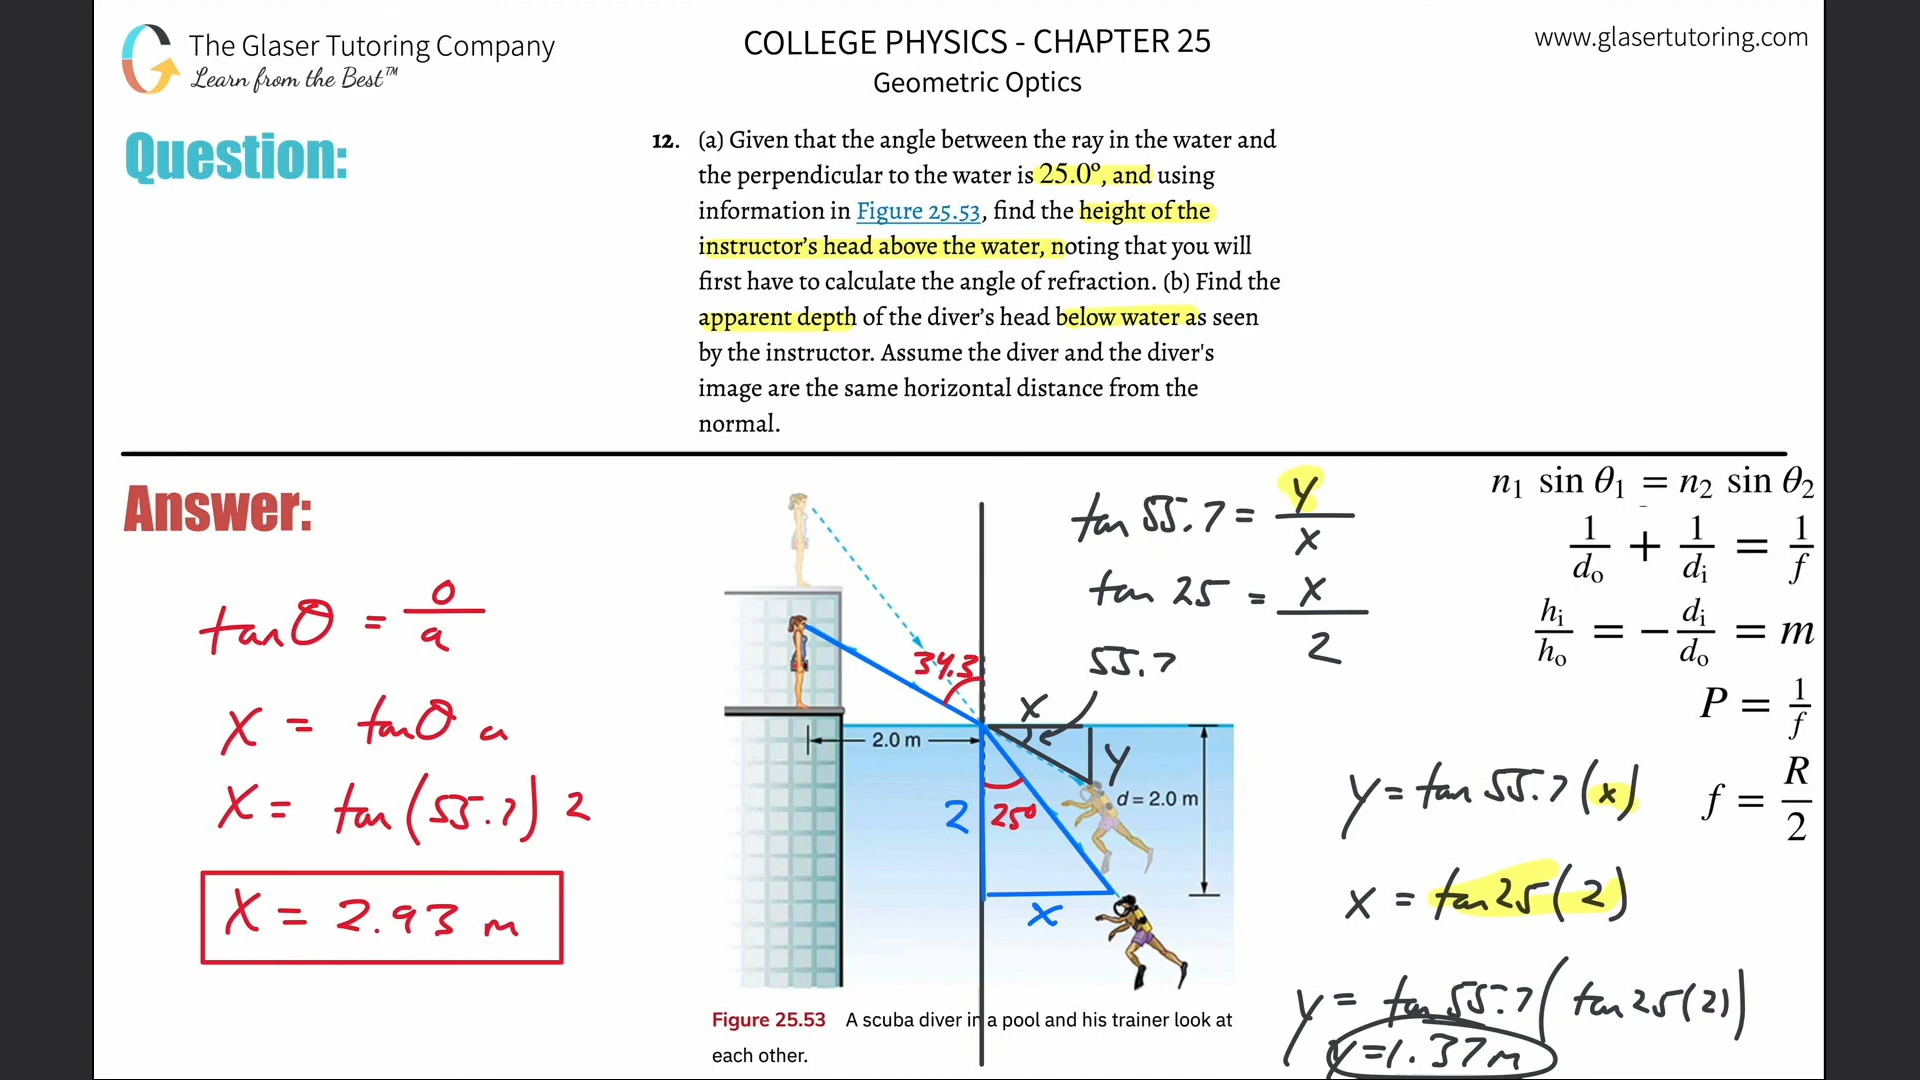 The Glaser Tutoring Company
Learn from the Best™
COLLEGE PHYSICS - CHAPTER 25
Geometric Optics
www.glasertutoring.com
Question:
12. (a) Given that the angle between the ray in the water and
the perpendicular to the water is 25.0º, and using
information in Figure 25.53, find the height of the
instructor's head above the water, noting that you will
first have to calculate the angle of refraction. (b) Find the
apparent depth of the diver's head below water as seen
by the instructor. Assume the diver and the diver's
image are the same horizontal distance from the
normal.
Answer:
tanθ = o/a
x = tanθ a
x = tan(55.7) 2
x = 2.93 m
34.3
2.0 m
x
y
d = 2.0 m
2
25°
x
Figure 25.53 A scuba diver in a pool and his trainer look at
each other.
tan 55.7 = y/x
tan 25 = x/2
55.7
n₁ sin θ₁ = n₂ sin θ₂
1/dₒ + 1/dᵢ = 1/f
hᵢ/hₒ = −dᵢ/dₒ = m
P = 1/f
f = R/2
y = tan 55.7(x)
x = tan25(2)
y = tan 55.7(tan25(2))
y=1.37m